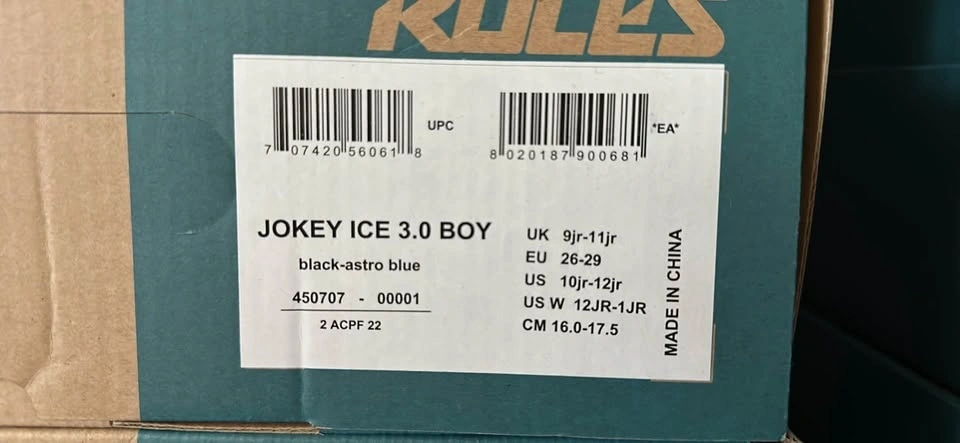 ROCES
UPC
7 07420 56061 8
*EA*
8 020187 900681
JOKEY ICE 3.0 BOY
black-astro blue
450707 - 00001
2 ACPF 22
UK 9jr-11jr
EU 26-29
US 10jr-12jr
US W 12JR-1JR
CM 16.0-17.5
MADE IN CHINA